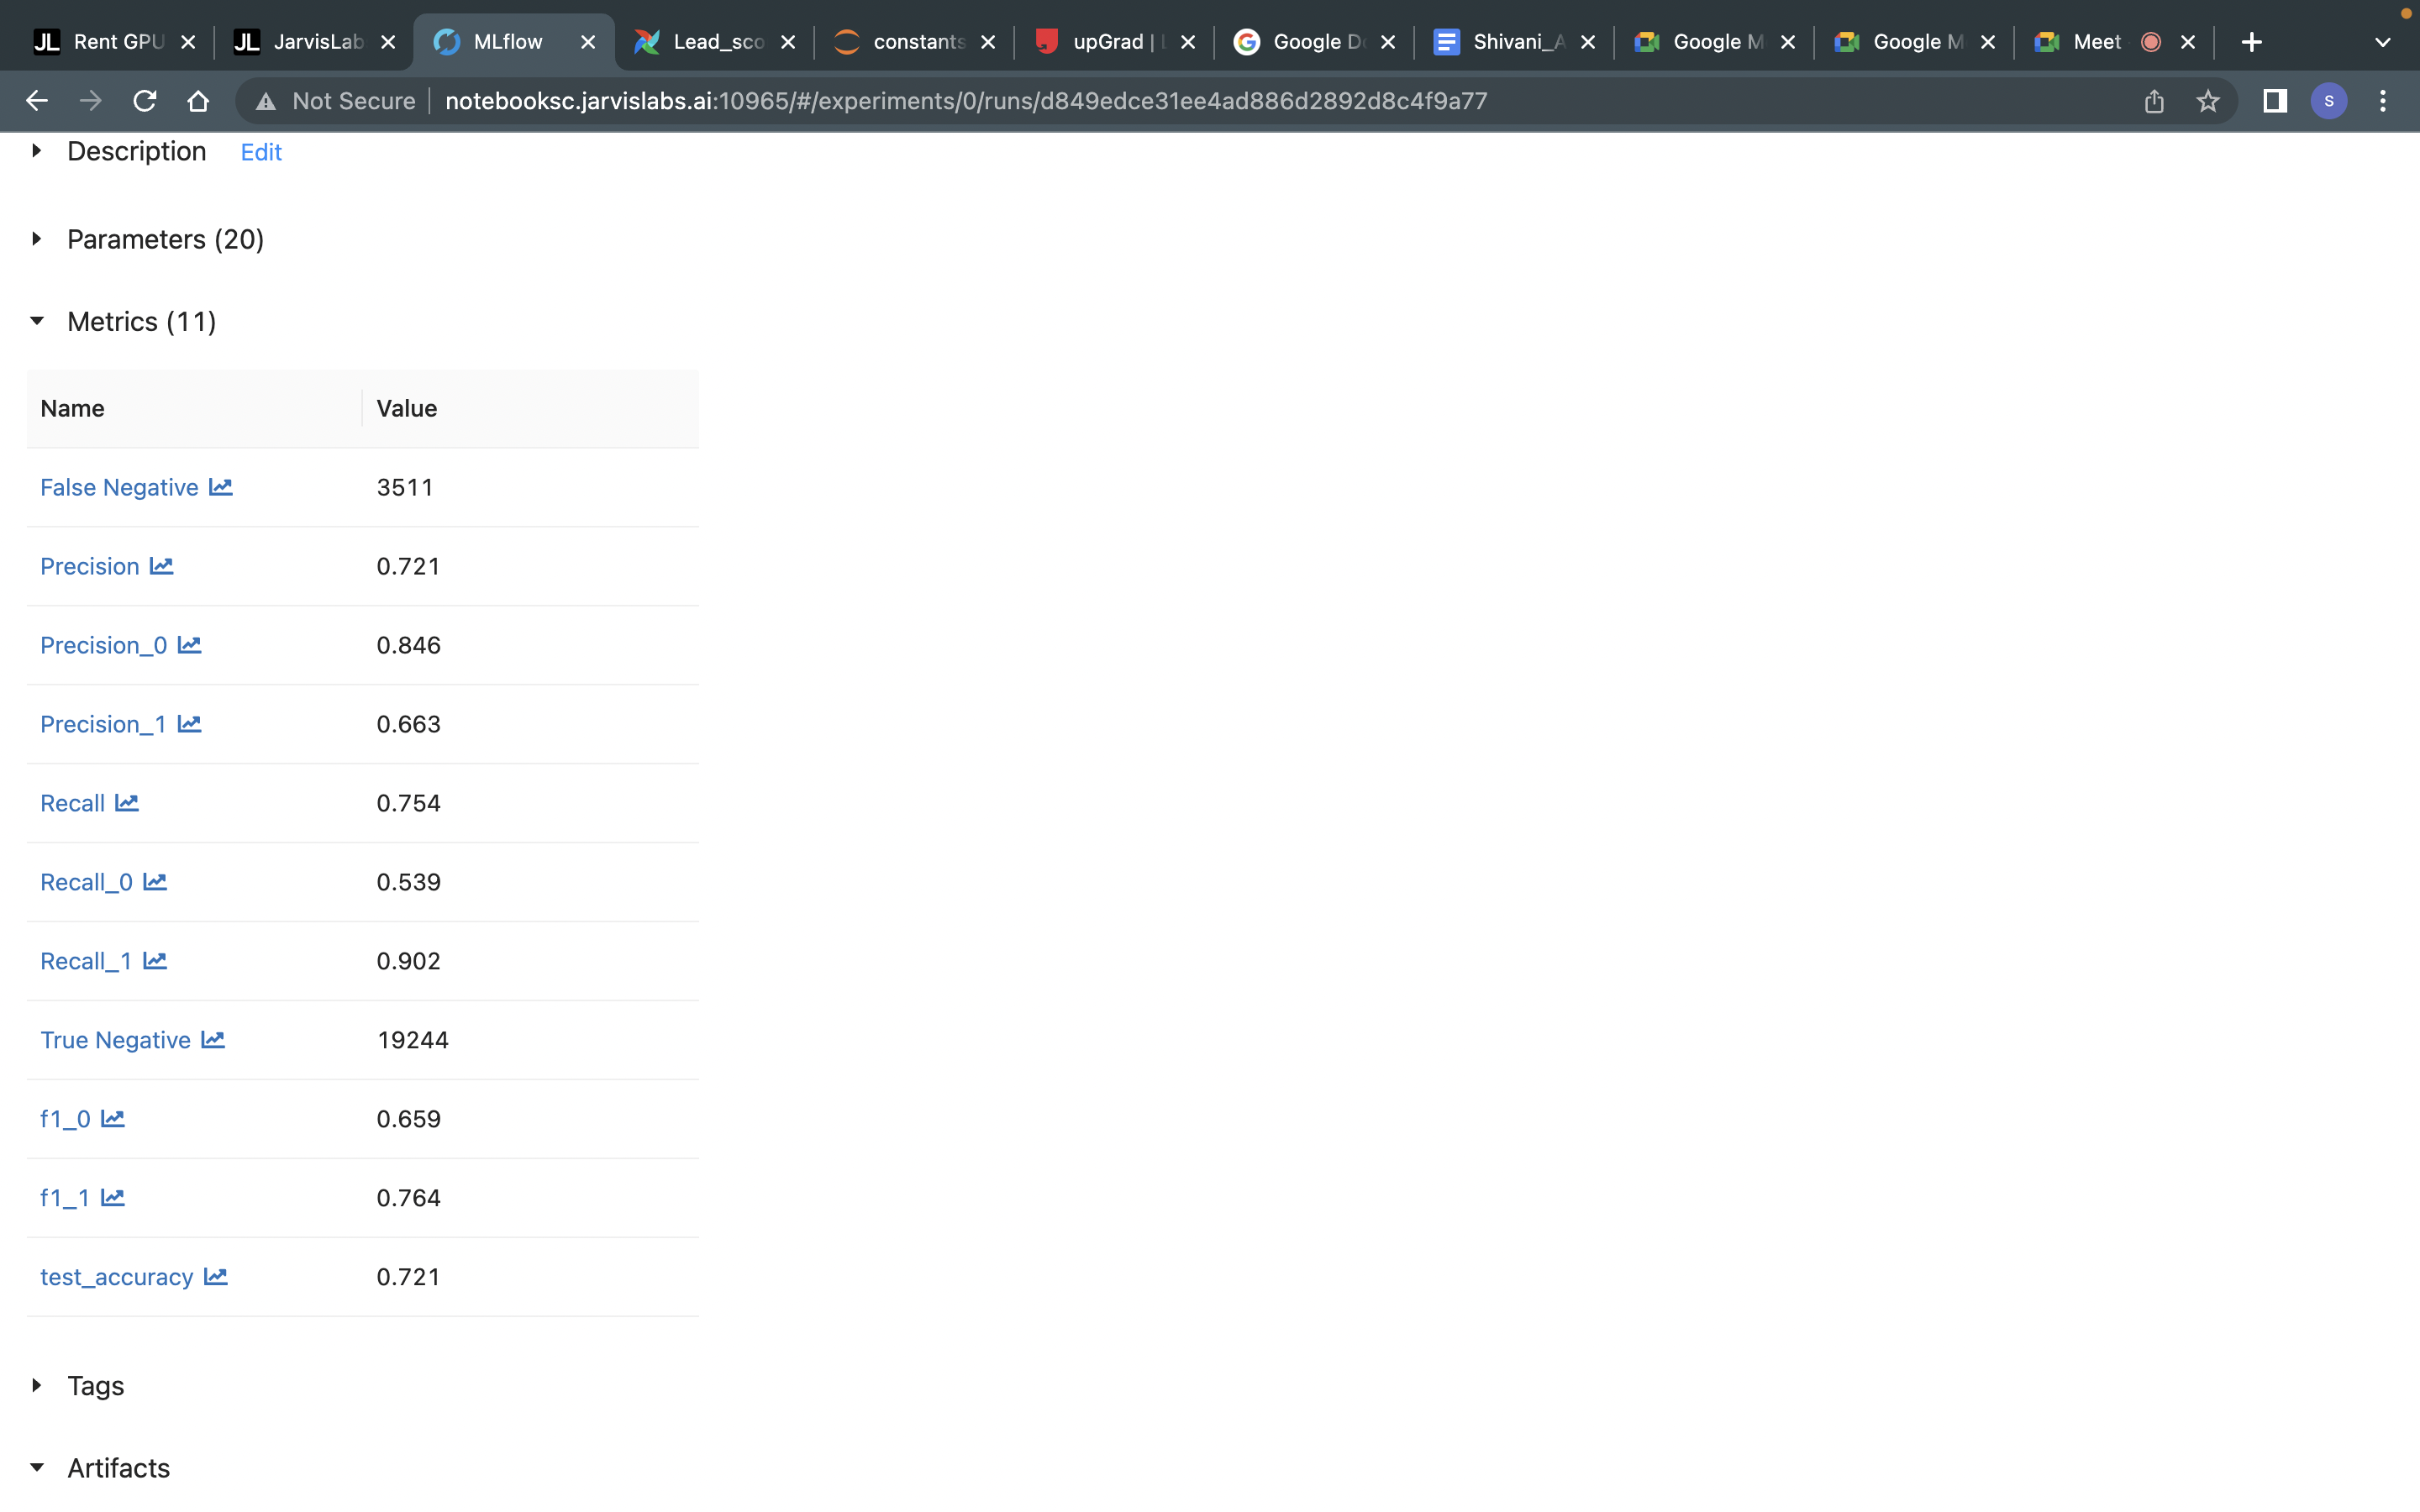 JL Rent GPU
JL JarvisLab
MLflow
Lead_sco
constants
upGrad | L
Google Do
Shivani_A
Google M
Google M
Meet
Not Secure notebooksc.jarvislabs.ai:10965/#/experiments/0/runs/d849edce31ee4ad886d2892d8c4f9a77
S
Description Edit
Parameters (20)
Metrics (11)
Name Value
False Negative 3511
Precision 0.721
Precision_0 0.846
Precision_1 0.663
Recall 0.754
Recall_0 0.539
Recall_1 0.902
True Negative 19244
f1_0 0.659
f1_1 0.764
test_accuracy 0.721
Tags
Artifacts